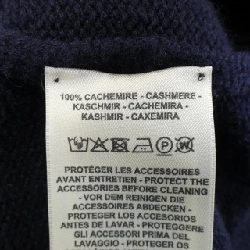 100% CACHEMIRE - CASHMERE -
KASCHMIR - CACHEMIRA -
KASHMIR - CAXEMIRA
PROTÉGER LES ACCESSOIRES
AVANT ENTRETIEN - PROTECT THE
ACCESSORIES BEFORE CLEANING
- VOR DEM REINIGEN DIE
ACCESSOIRES ABDECKEN -
PROTEGER LOS ACCESORIOS
ANTES DE LAVAR - PROTEGGERE
GLI ACCESSORI PRIMA DEL
LAVAGGIO - PROTEGER OS